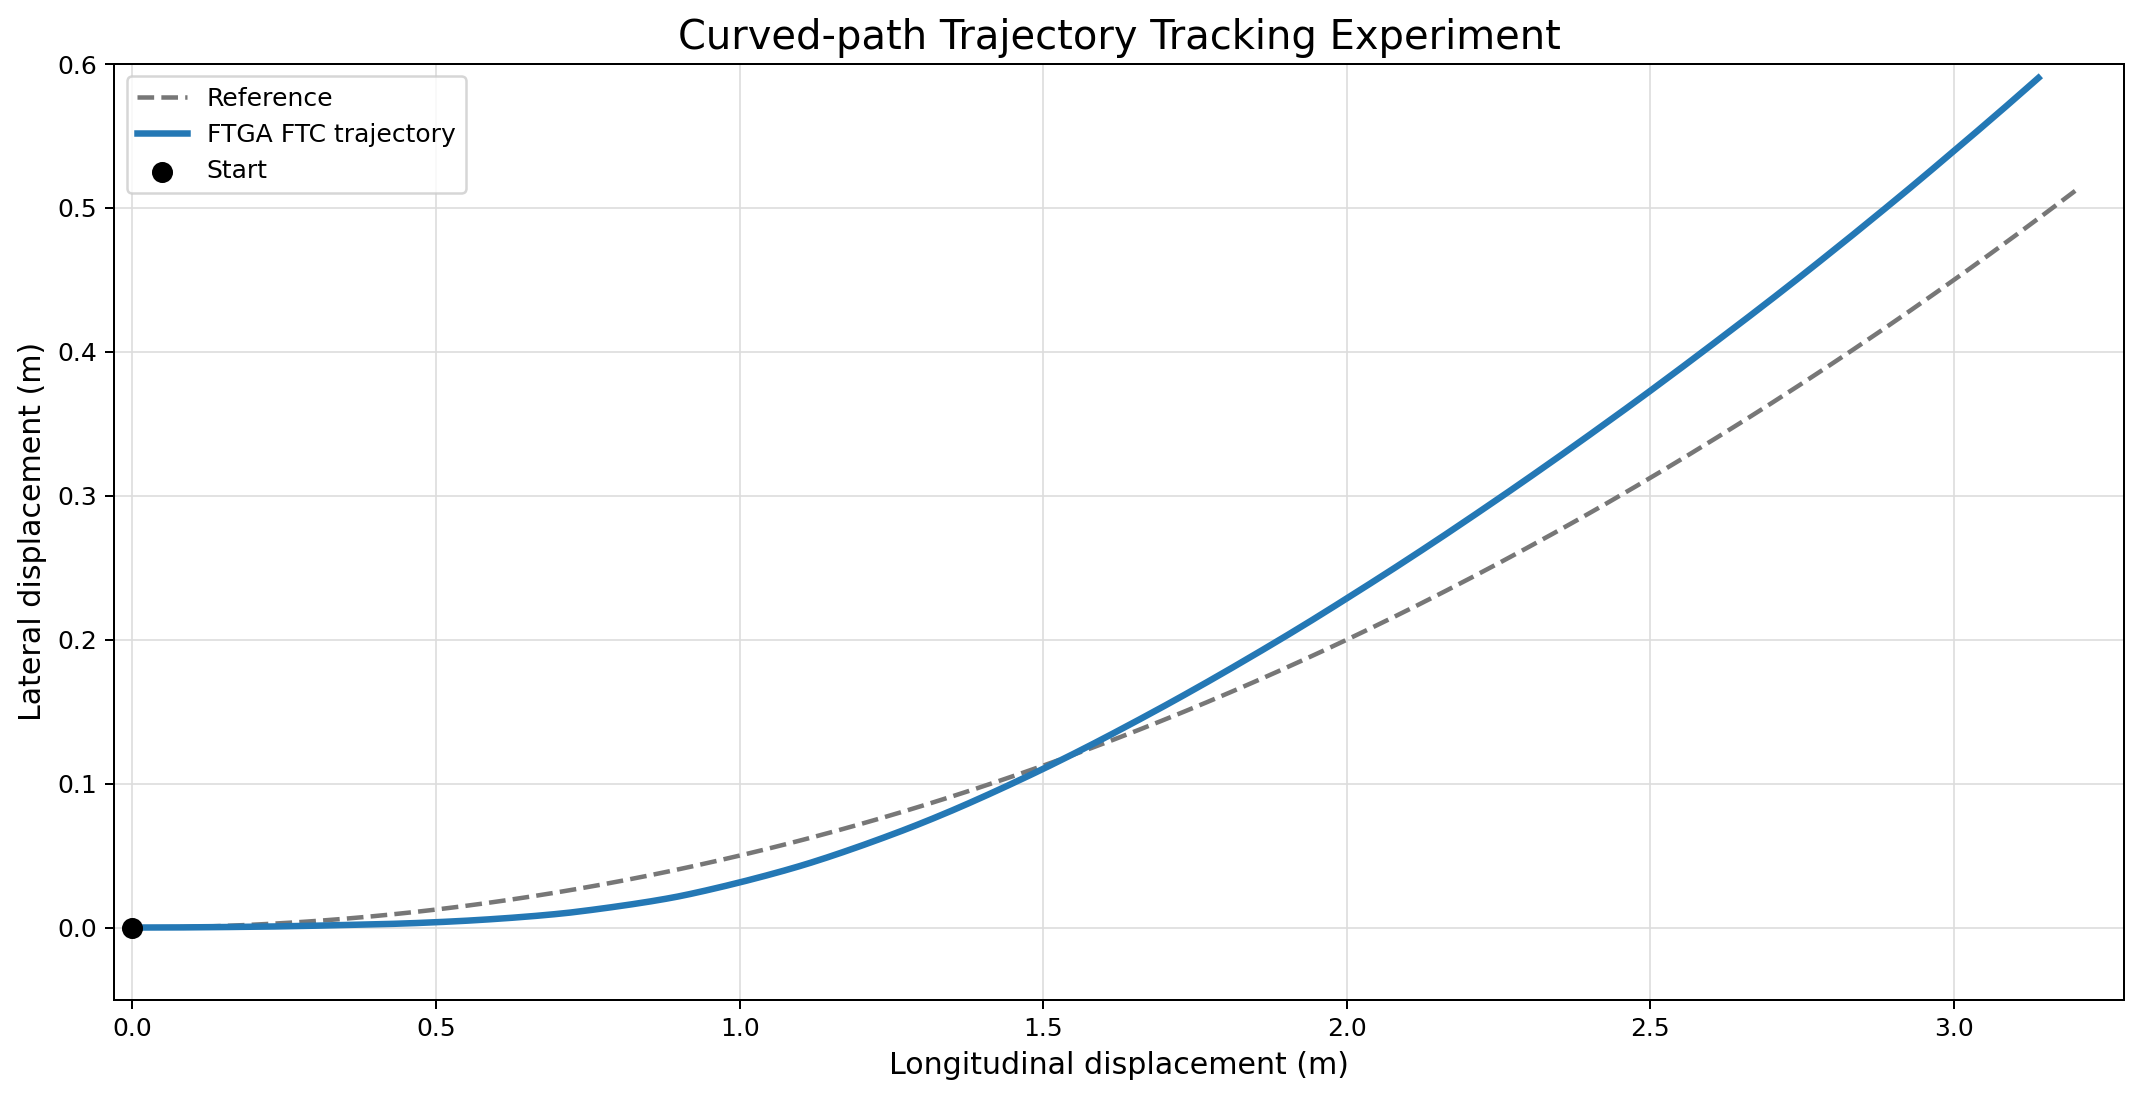 Curved-path Trajectory Tracking Experiment
Reference
FTGA FTC trajectory
Start
Lateral displacement (m)
0.6
0.5
0.4
0.3
0.2
0.1
0.0
0.0 0.5 1.0 1.5 2.0 2.5 3.0
Longitudinal displacement (m)